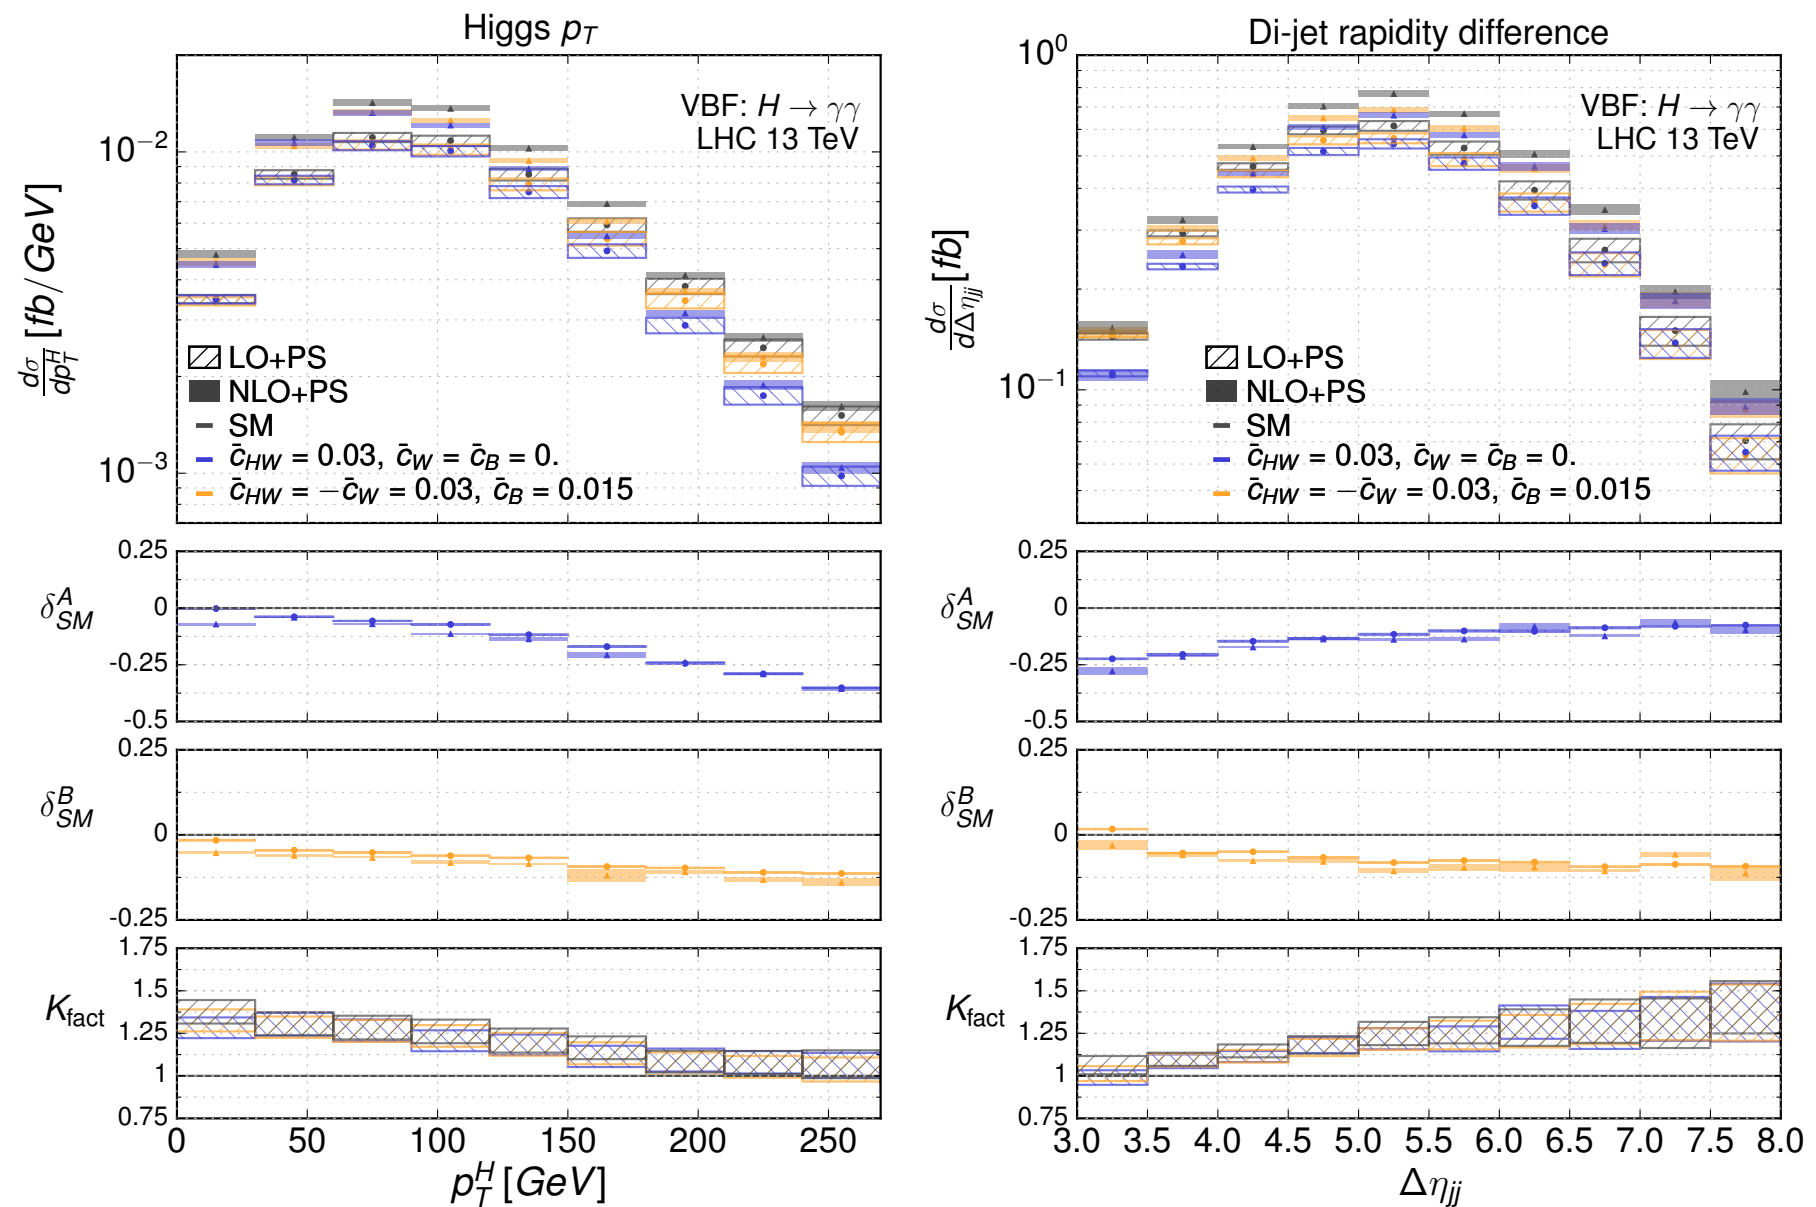 Higgs p_T
VBF: H → γγ
LHC 13 TeV
dσ/dp_T^H [fb/GeV]
10^−2
10^−3
LO+PS
NLO+PS
SM
c̄_HW = 0.03, c̄_W = c̄_B = 0.
c̄_HW = −c̄_W = 0.03, c̄_B = 0.015
δ_SM^A
0.25
0
-0.25
-0.5
δ_SM^B
0.25
0
-0.25
K_fact
1.75
1.5
1.25
1
0.75
0 50 100 150 200 250
p_T^H [GeV]
Di-jet rapidity difference
VBF: H → γγ
LHC 13 TeV
dσ/dΔη_jj [fb]
10^0
10^−1
LO+PS
NLO+PS
SM
c̄_HW = 0.03, c̄_W = c̄_B = 0.
c̄_HW = −c̄_W = 0.03, c̄_B = 0.015
δ_SM^A
0.25
0
-0.25
-0.5
δ_SM^B
0.25
0
-0.25
K_fact
1.75
1.5
1.25
1
0.75
3.0 3.5 4.0 4.5 5.0 5.5 6.0 6.5 7.0 7.5 8.0
Δη_jj